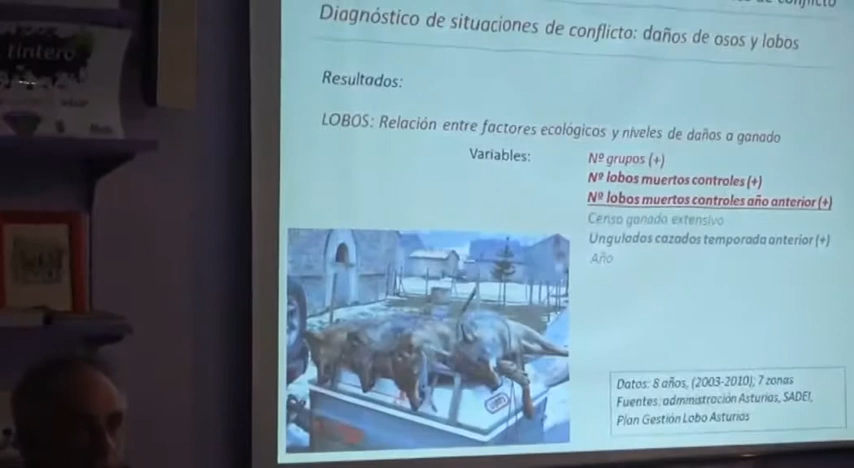 conflicto
Diagnóstico de situaciones de conflicto: daños de osos y lobos
tintero
Resultados:
LOBOS: Relación entre factores ecológicos y niveles de daños a ganado
Variables:
Nº grupos (+)
Nº lobos muertos controles (+)
Nº lobos muertos controles año anterior (+)
Censo ganado extensivo
Ungulados cazados temporada anterior (+)
Año
Datos: 8 años, (2003-2010); 7 zonas
Fuentes: administración Asturias, SADEI,
Plan Gestión Lobo Asturias